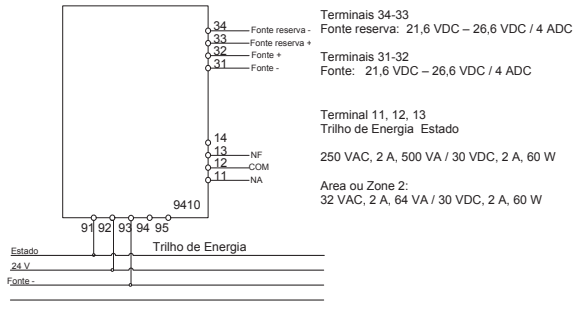 34 Fonte reserva -
33 Fonte reserva +
32 Fonte +
31 Fonte -
14
13 NF
12 COM
11 NA
9410
91 92 93 94 95
Trilho de Energia
Estado
24 V
Fonte -
Terminais 34-33
Fonte reserva: 21,6 VDC – 26,6 VDC / 4 ADC
Terminais 31-32
Fonte: 21,6 VDC – 26,6 VDC / 4 ADC
Terminal 11, 12, 13
Trilho de Energia Estado
250 VAC, 2 A, 500 VA / 30 VDC, 2 A, 60 W
Area ou Zone 2:
32 VAC, 2 A, 64 VA / 30 VDC, 2 A, 60 W